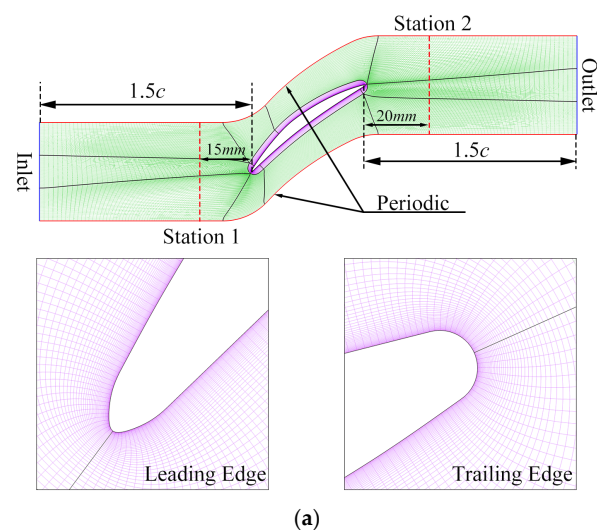 Station 2
1.5c
Outlet
20mm
15mm
1.5c
Inlet
Periodic
Station 1
Leading Edge
Trailing Edge
(a)